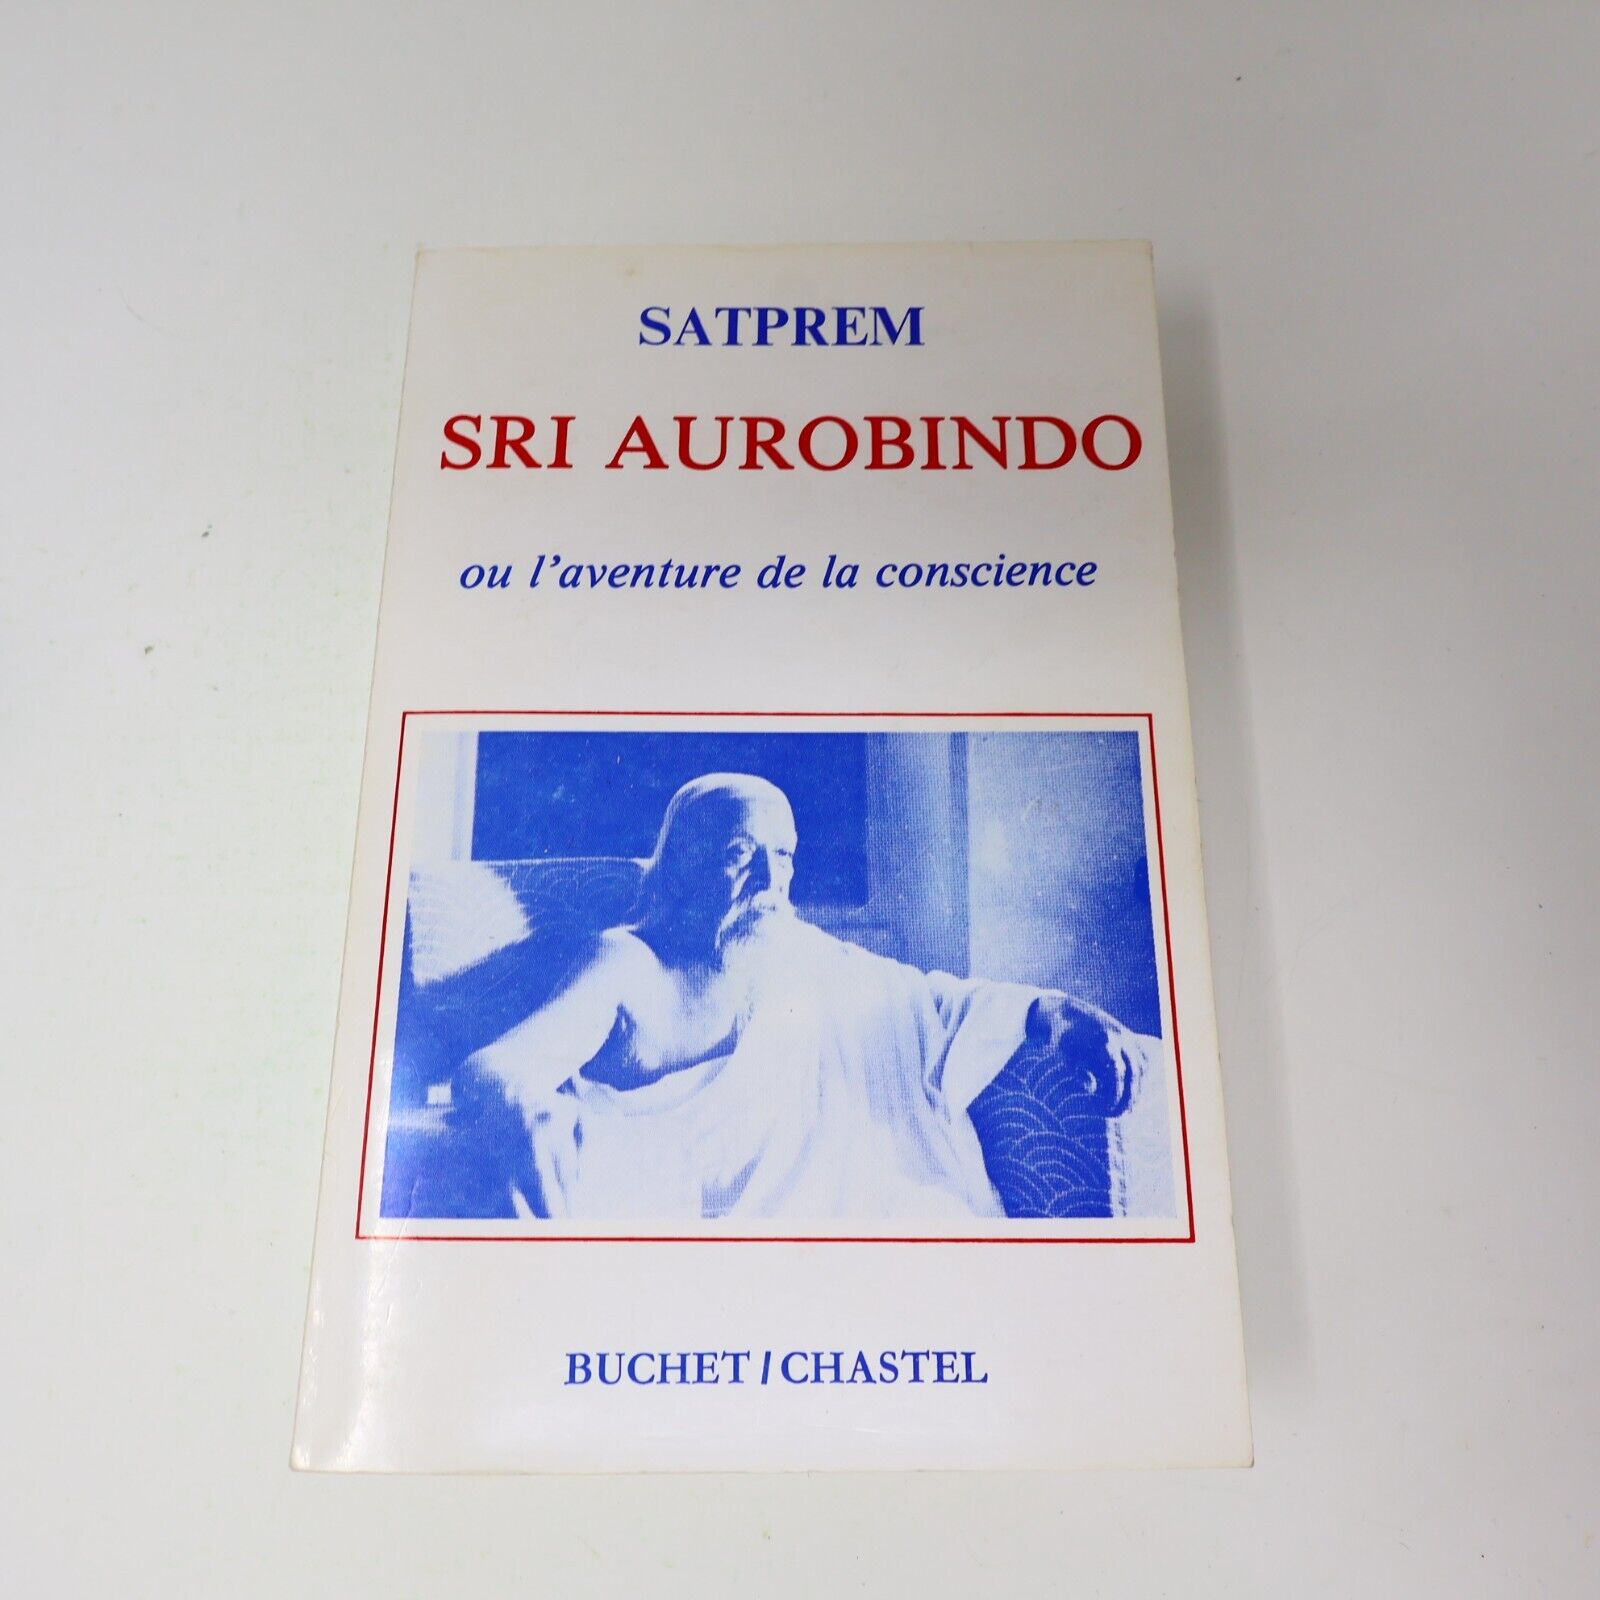 SATPREM
SRI AUROBINDO
ou l'aventure de la conscience
BUCHET / CHASTEL